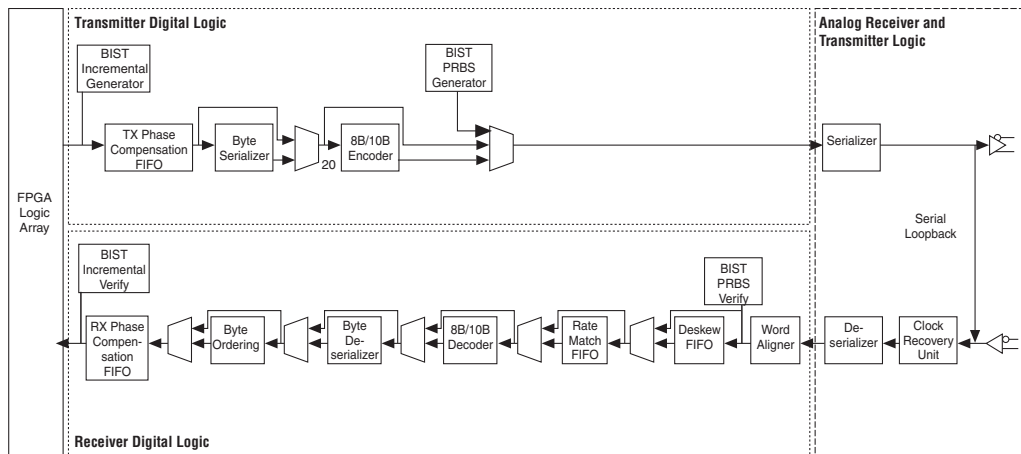 Transmitter Digital Logic
Analog Receiver and
Transmitter Logic
BIST
Incremental
Generator
BIST
PRBS
Generator
TX Phase
Compensation
FIFO
Byte
Serializer
20
8B/10B
Encoder
Serializer
FPGA
Logic
Array
Serial
Loopback
BIST
Incremental
Verify
BIST
PRBS
Verify
RX Phase
Compen-
sation
FIFO
Byte
Ordering
Byte
De-
serializer
8B/10B
Decoder
Rate
Match
FIFO
Deskew
FIFO
Word
Aligner
De-
serializer
Clock
Recovery
Unit
Receiver Digital Logic